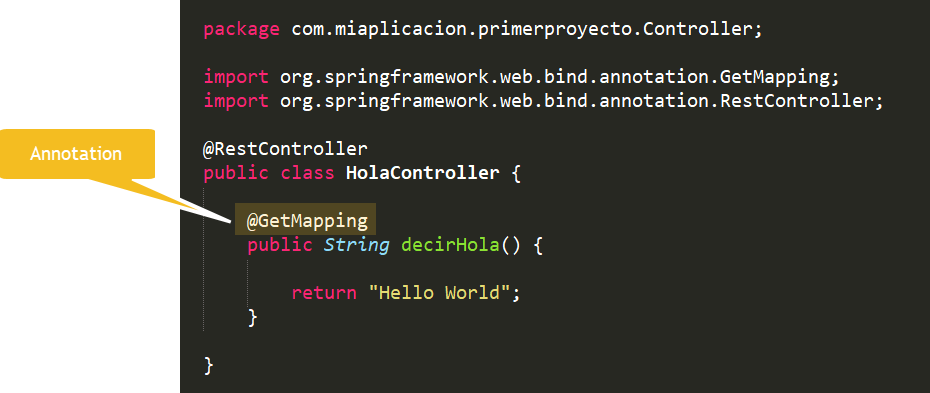 package com.miaplicacion.primerproyecto.Controller;
import org.springframework.web.bind.annotation.GetMapping;
import org.springframework.web.bind.annotation.RestController;
@RestController
public class HolaController {
Annotation
@GetMapping
public String decirHola() {
return "Hello World";
}
}